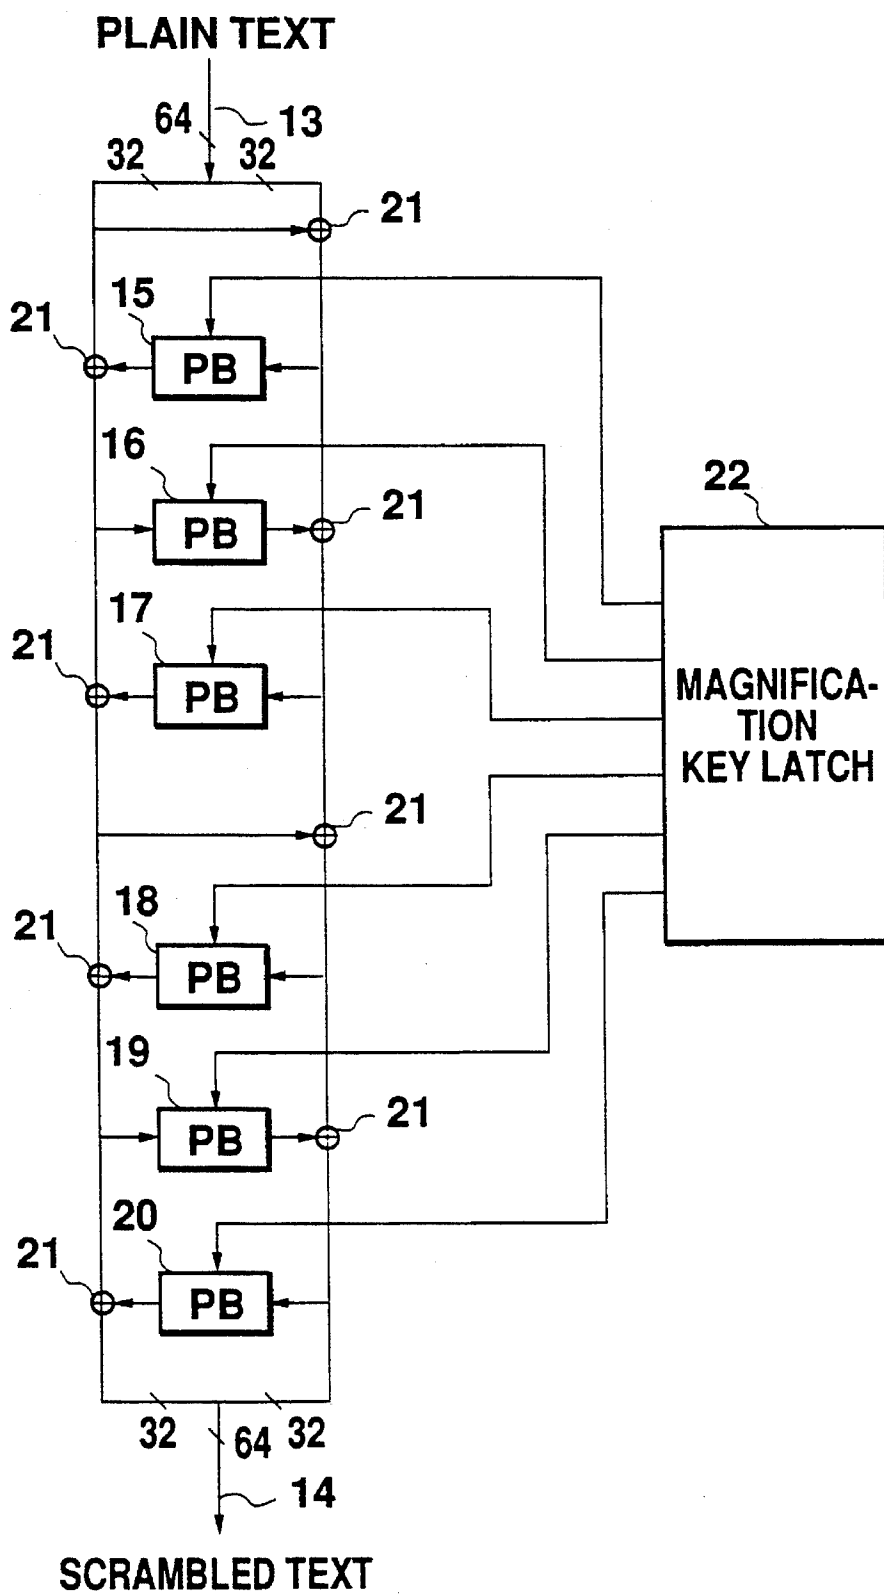 PLAIN TEXT
64
13
32
32
21
15
21
PB
16
22
21
PB
17
21
PB
MAGNIFICA-
TION
KEY LATCH
21
18
21
PB
19
21
PB
20
21
PB
32
64
32
14
SCRAMBLED TEXT